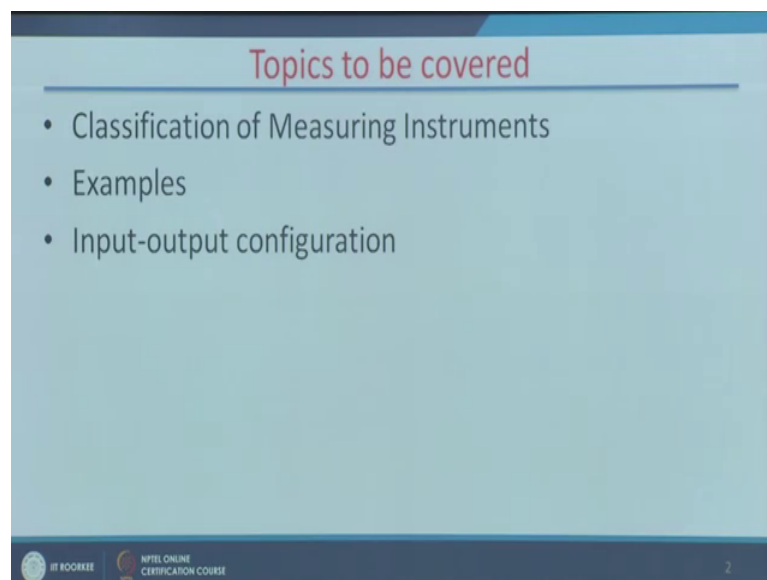 Topics to be covered
• Classification of Measuring Instruments
• Examples
• Input-output configuration
IIT ROORKEE
NPTEL ONLINE
CERTIFICATION COURSE
2